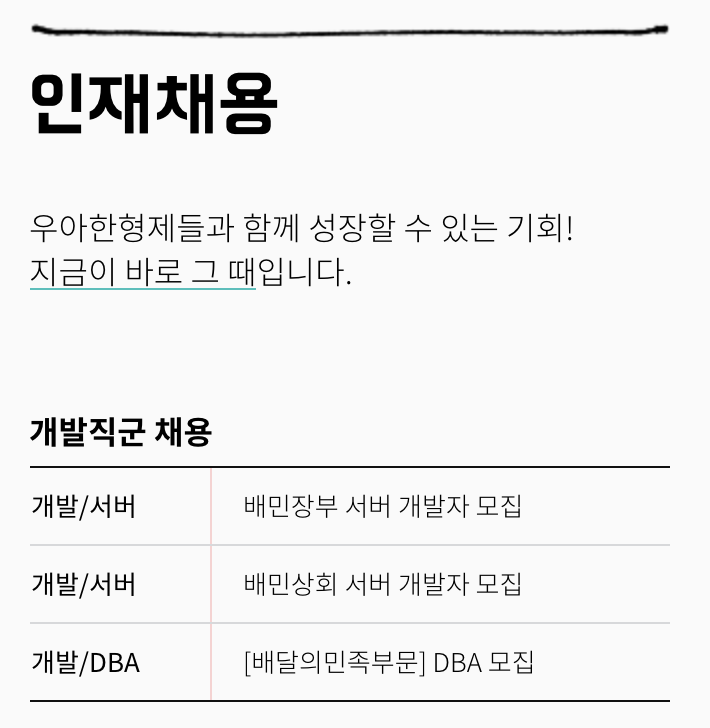 인재채용
우아한형제들과 함께 성장할 수 있는 기회!
지금이 바로 그 때입니다.
개발직군 채용
개발/서버 배민장부 서버 개발자 모집
개발/서버 배민상회 서버 개발자 모집
개발/DBA [배달의민족부문] DBA 모집